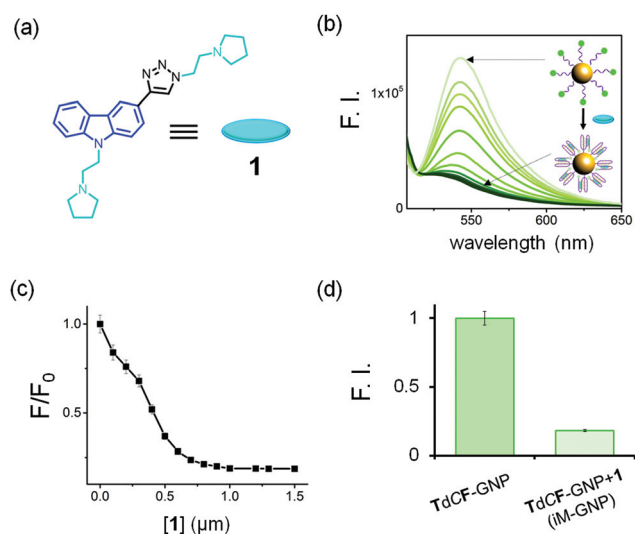 (a)
N
N
N
N
N
N
≡
1
(b)
F. I.
1x10⁵
0
550
600
650
wavelength (nm)
(c)
F/F₀
1.0
0.5
0.0
0.5
1.0
1.5
[1] (μm)
(d)
F. I.
1
0.5
0
TdCF-GNP
TdCF-GNP+1
(iM-GNP)